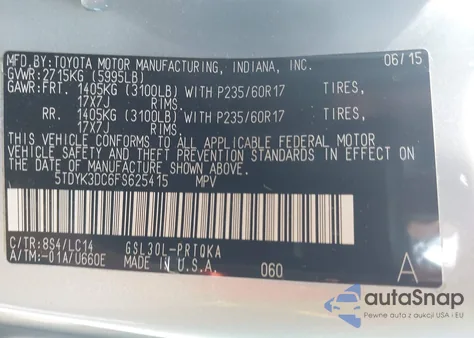 MFD.BY:TOYOTA MOTOR MANUFACTURING, INDIANA, INC. 06/15
GVWR:2715KG (5995LB)
GAWR:FRT. 1405KG (3100LB) WITH P235/60R17 TIRES,
17X7J RIMS.
RR. 1405KG (3100LB) WITH P235/60R17 TIRES,
17X7J RIMS.
THIS VEHICLE CONFORMS TO ALL APPLICABLE FEDERAL MOTOR
VEHICLE SAFETY AND THEFT PREVENTION STANDARDS IN EFFECT ON
THE DATE OF MANUFACTURE SHOWN ABOVE.
5TDYK3DC6FS625415 MPV
C/TR:8S4/LC14 GSL30L-PRTQKA
A/TM:-01A/U660E MADE IN U.S.A. 060 A
autoSnap
Pewne auta z aukcji USA i EU